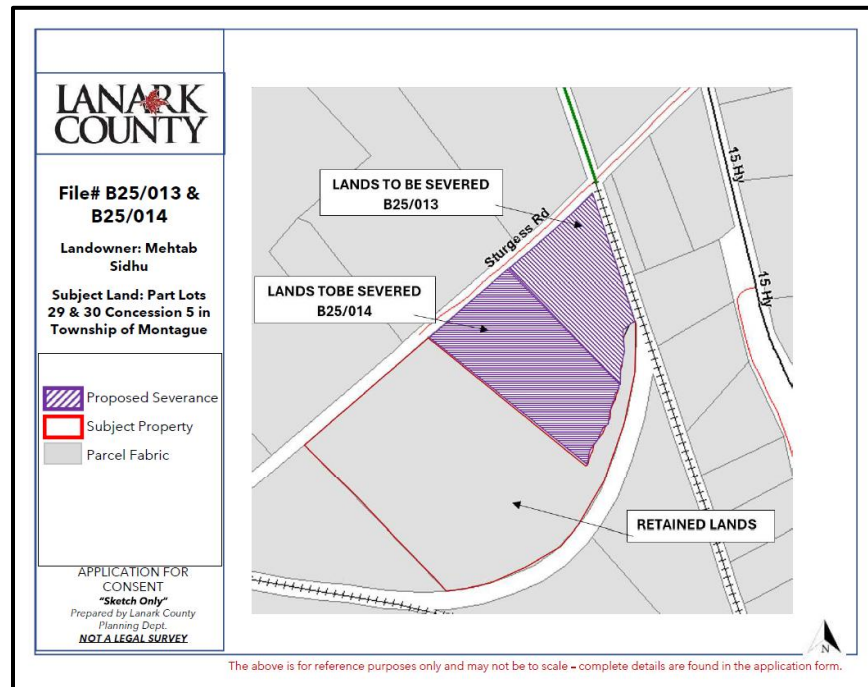 LANARK
COUNTY
File# B25/013 &
B25/014
Landowner: Mehtab
Sidhu
Subject Land: Part Lots
29 & 30 Concession 5 in
Township of Montague
Proposed Severance
Subject Property
Parcel Fabric
APPLICATION FOR
CONSENT
"Sketch Only"
Prepared by Lanark County
Planning Dept.
NOT A LEGAL SURVEY
LANDS TO BE SEVERED
B25/013
Sturgess Rd
15 Hy
LANDS TOBE SEVERED
B25/014
15 Hy
RETAINED LANDS
N
The above is for reference purposes only and may not be to scale – complete details are found in the application form.